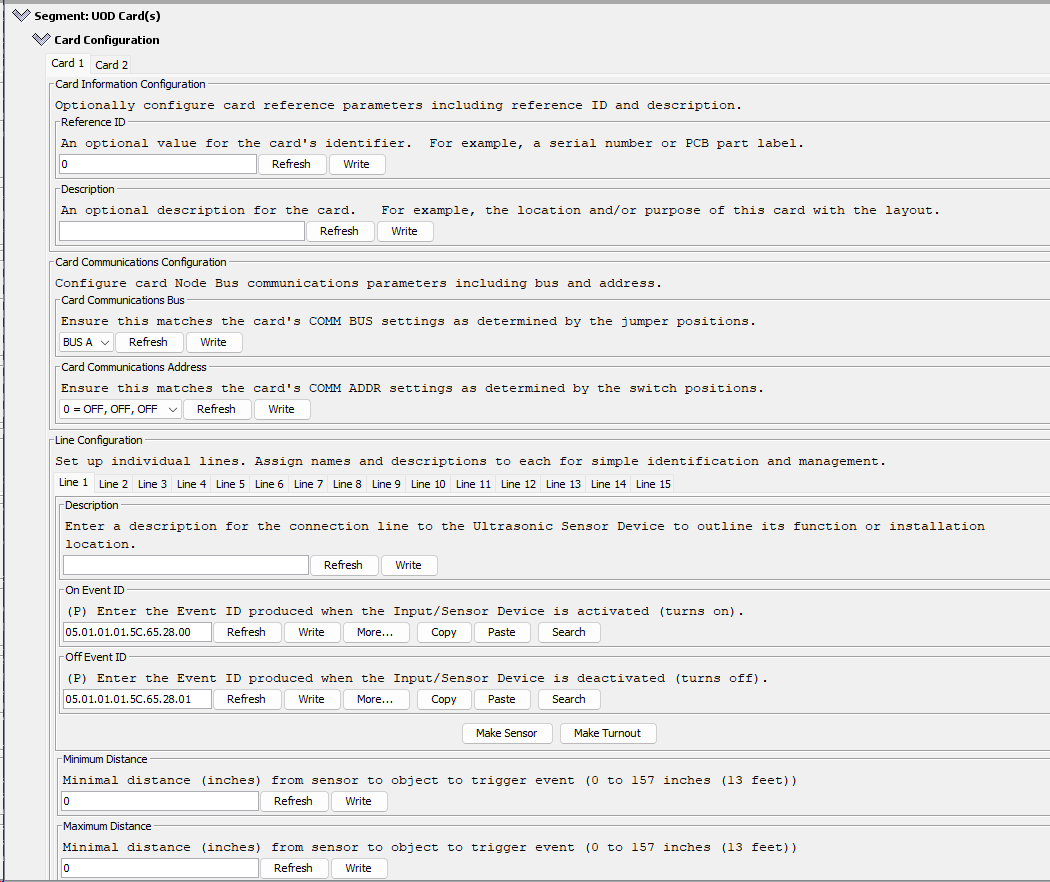 Segment: UOD Card(s)
Card Configuration
Card 1 Card 2
Card Information Configuration
Optionally configure card reference parameters including reference ID and description.
Reference ID
An optional value for the card's identifier.  For example, a serial number or PCB part label.
0 Refresh Write
Description
An optional description for the card.   For example, the location and/or purpose of this card with the layout.
Refresh Write
Card Communications Configuration
Configure card Node Bus communications parameters including bus and address.
Card Communications Bus
Ensure this matches the card's COMM BUS settings as determined by the jumper positions.
BUS A Refresh Write
Card Communications Address
Ensure this matches the card's COMM ADDR settings as determined by the switch positions.
0 = OFF, OFF, OFF Refresh Write
Line Configuration
Set up individual lines. Assign names and descriptions to each for simple identification and management.
Line 1 Line 2 Line 3 Line 4 Line 5 Line 6 Line 7 Line 8 Line 9 Line 10 Line 11 Line 12 Line 13 Line 14 Line 15
Description
Enter a description for the connection line to the Ultrasonic Sensor Device to outline its function or installation
location.
Refresh Write
On Event ID
(P) Enter the Event ID produced when the Input/Sensor Device is activated (turns on).
05.01.01.01.5C.65.28.00 Refresh Write More... Copy Paste Search
Off Event ID
(P) Enter the Event ID produced when the Input/Sensor Device is deactivated (turns off).
05.01.01.01.5C.65.28.01 Refresh Write More... Copy Paste Search
Make Sensor Make Turnout
Minimum Distance
Minimal distance (inches) from sensor to object to trigger event (0 to 157 inches (13 feet))
0 Refresh Write
Maximum Distance
Minimal distance (inches) from sensor to object to trigger event (0 to 157 inches (13 feet))
0 Refresh Write